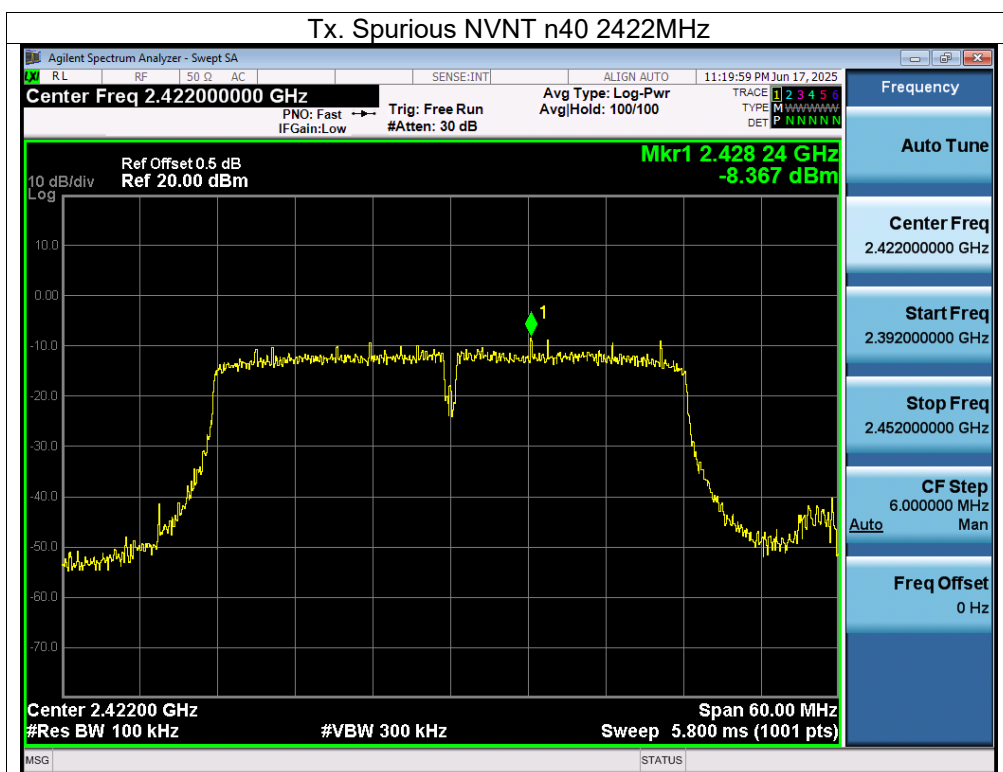 Tx. Spurious NVNT n40 2422MHz
Agilent Spectrum Analyzer - Swept SA
LXI RL RF 50 Ω AC SENSE:INT ALIGN AUTO 11:19:59 PM Jun 17, 2025
Center Freq 2.422000000 GHz
PNO: Fast
IFGain:Low
Trig: Free Run
#Atten: 30 dB
Avg Type: Log-Pwr
Avg|Hold: 100/100
TRACE 1 2 3 4 5 6
TYPE M WWWWW
DET P N N N N N
Mkr1 2.428 24 GHz
-8.367 dBm
Ref Offset 0.5 dB
10 dB/div Ref 20.00 dBm
Log
10.0
0.00
-10.0
-20.0
-30.0
-40.0
-50.0
-60.0
-70.0
1
Center 2.42200 GHz Span 60.00 MHz
#Res BW 100 kHz #VBW 300 kHz Sweep 5.800 ms (1001 pts)
MSG STATUS
Frequency
Auto Tune
Center Freq
2.422000000 GHz
Start Freq
2.392000000 GHz
Stop Freq
2.452000000 GHz
CF Step
6.000000 MHz
Auto Man
Freq Offset
0 Hz